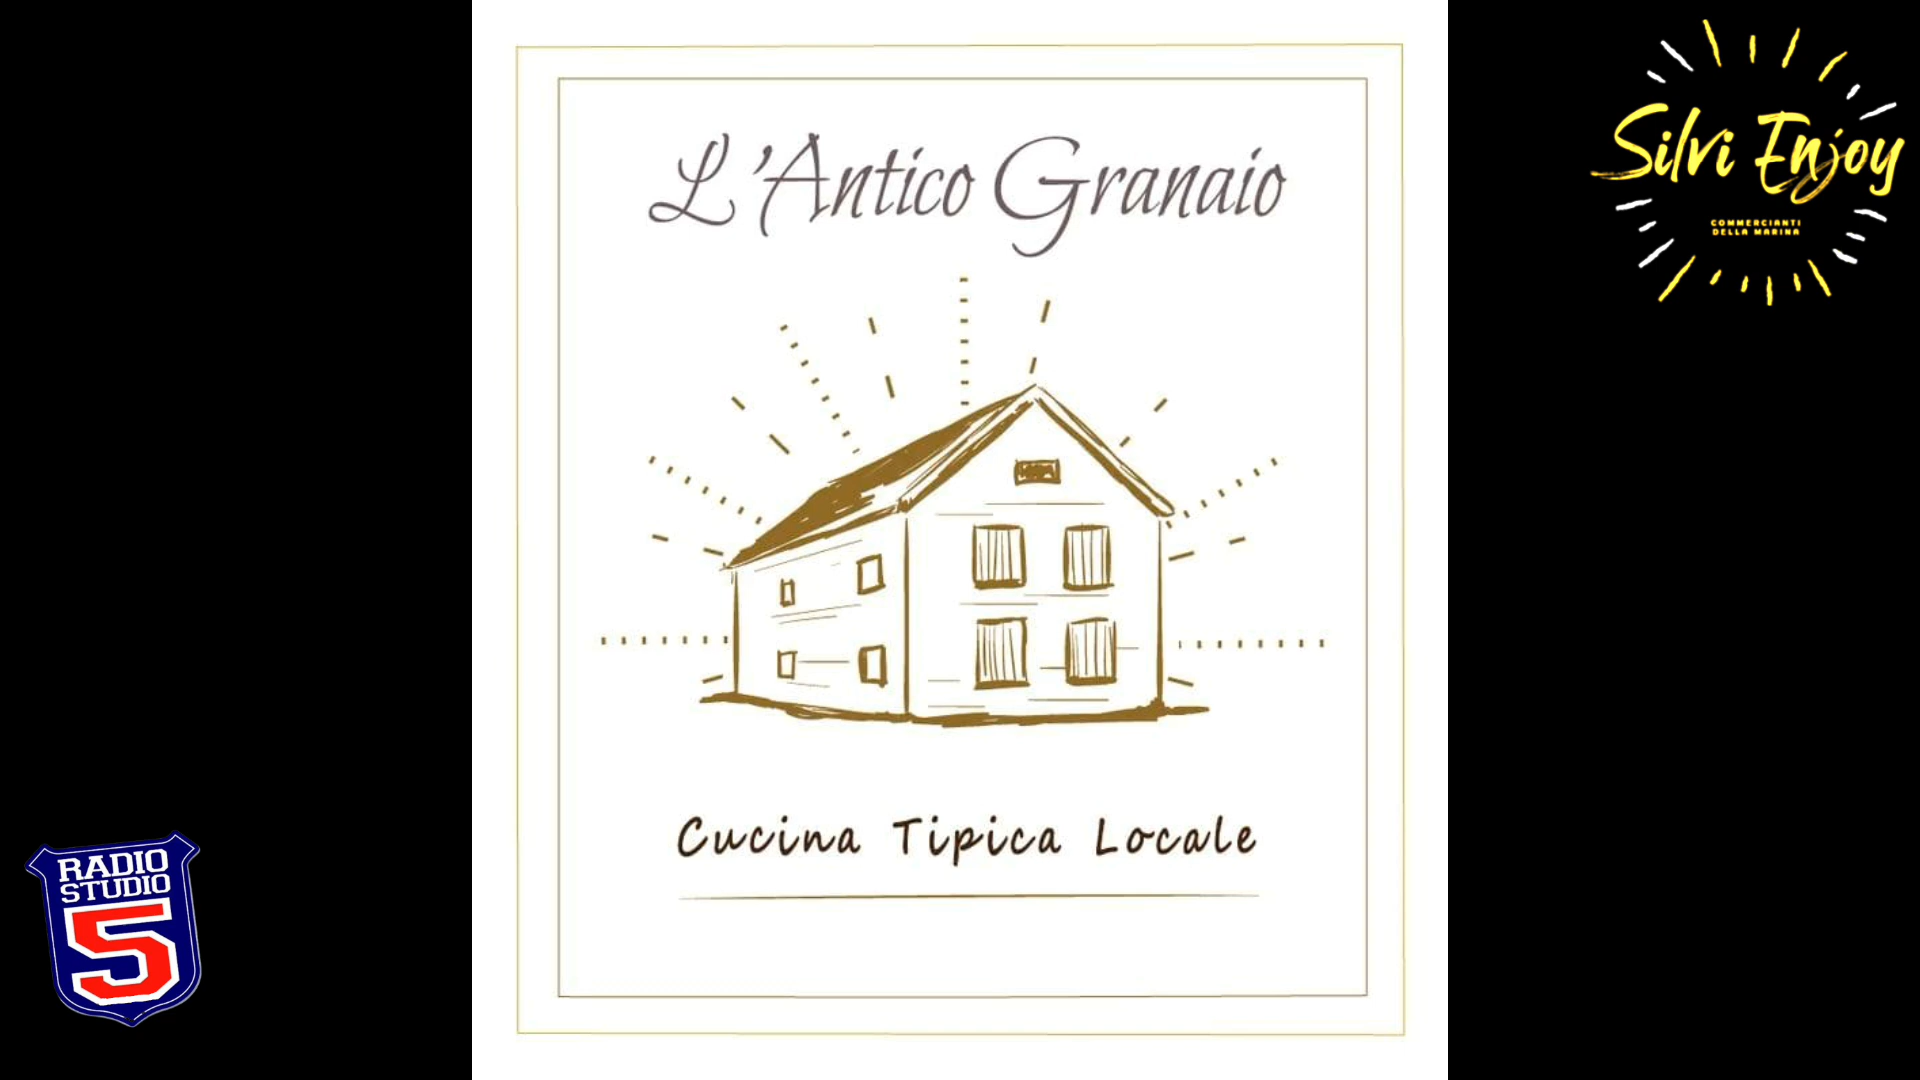 L'Antico Granaio
Cucina Tipica Locale
Silvi Enjoy
COMMERCIANTI
DELLA MARINA
RADIO
STUDIO
5